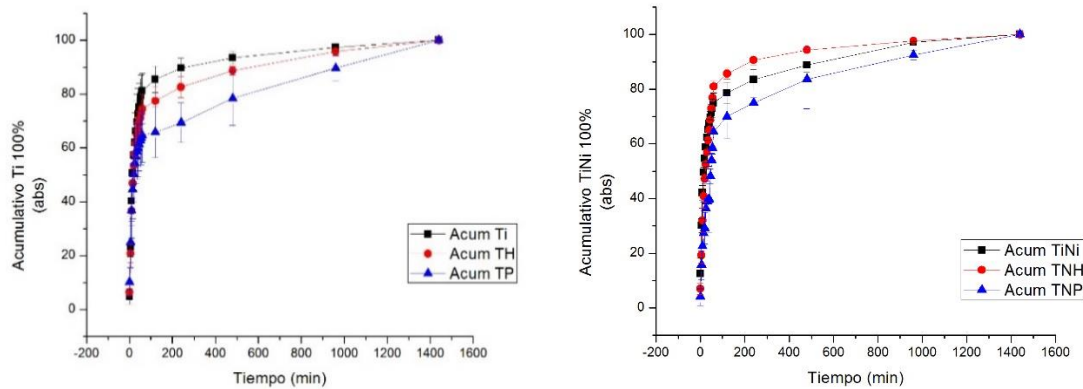 Acumulativo Ti 100%
(abs)
100
80
60
40
20
0
-200 0 200 400 600 800 1000 1200 1400 1600
Tiempo (min)
Acum Ti
Acum TH
Acum TP
Acumulativo TiNi 100%
(abs)
100
80
60
40
20
0
-200 0 200 400 600 800 1000 1200 1400 1600
Tiempo (min)
Acum TiNi
Acum TNH
Acum TNP